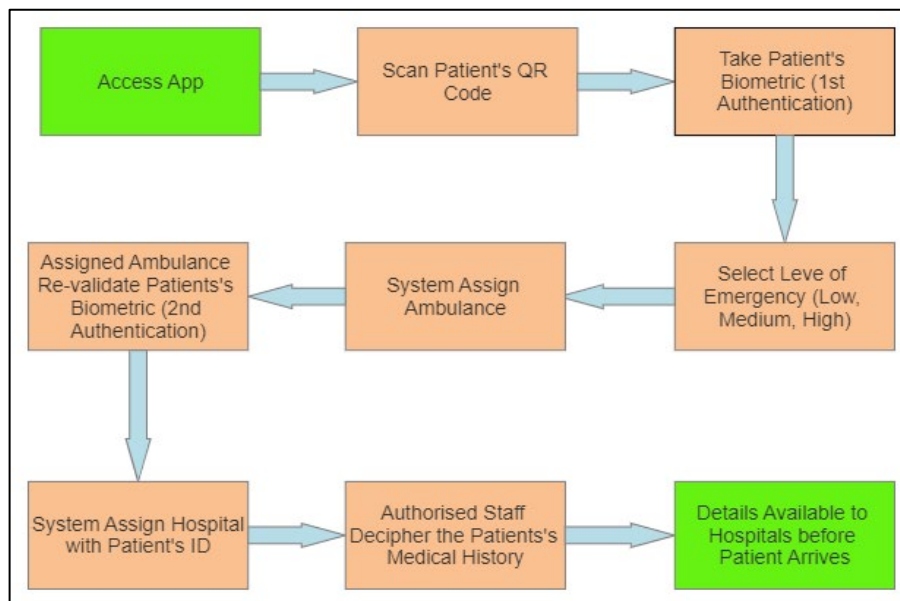 Access App
Scan Patient's QR
Code
Take Patient's
Biometric (1st
Authentication)
Select Leve of
Emergency (Low,
Medium, High)
System Assign
Ambulance
Assigned Ambulance
Re-validate Patients's
Biometric (2nd
Authentication)
System Assign Hospital
with Patient's ID
Authorised Staff
Decipher the Patients's
Medical History
Details Available to
Hospitals before
Patient Arrives